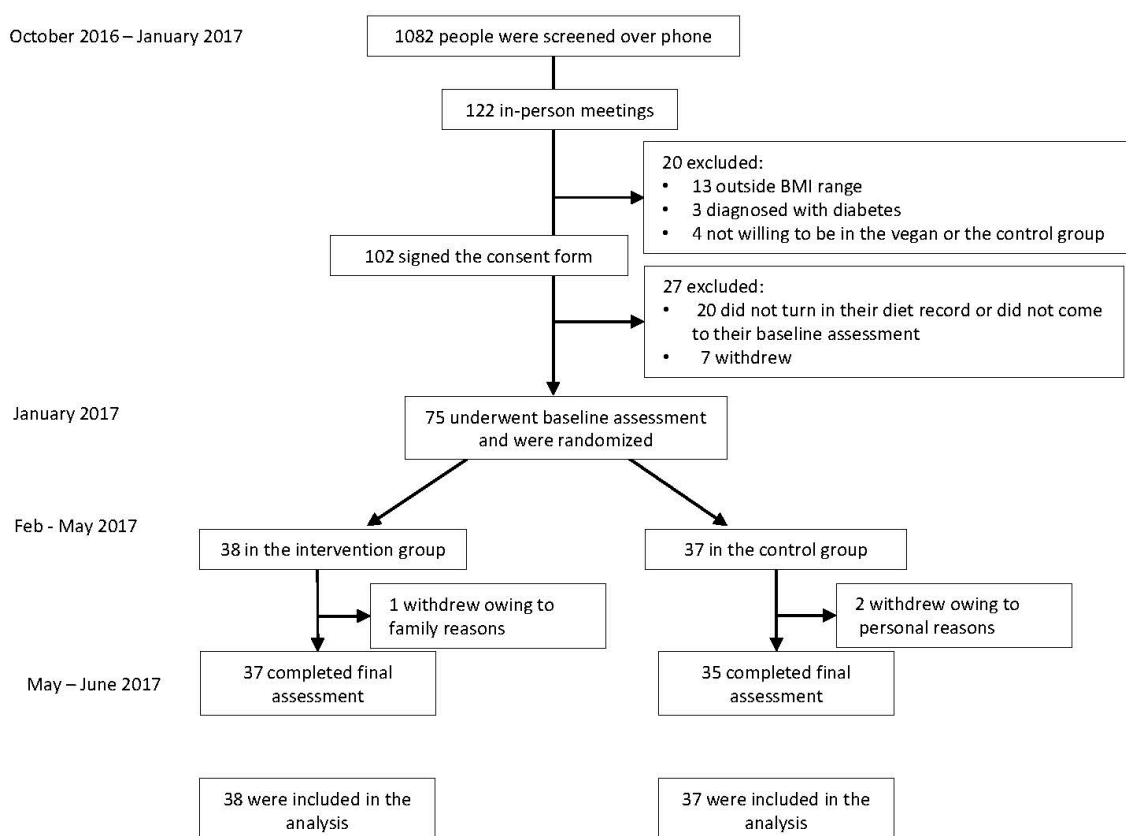 October 2016 – January 2017
1082 people were screened over phone
122 in-person meetings
20 excluded:
• 13 outside BMI range
• 3 diagnosed with diabetes
• 4 not willing to be in the vegan or the control group
102 signed the consent form
27 excluded:
• 20 did not turn in their diet record or did not come
to their baseline assessment
• 7 withdrew
January 2017
75 underwent baseline assessment
and were randomized
Feb - May 2017
38 in the intervention group
37 in the control group
1 withdrew owing to
family reasons
2 withdrew owing to
personal reasons
May – June 2017
37 completed final
assessment
35 completed final
assessment
38 were included in the
analysis
37 were included in the
analysis